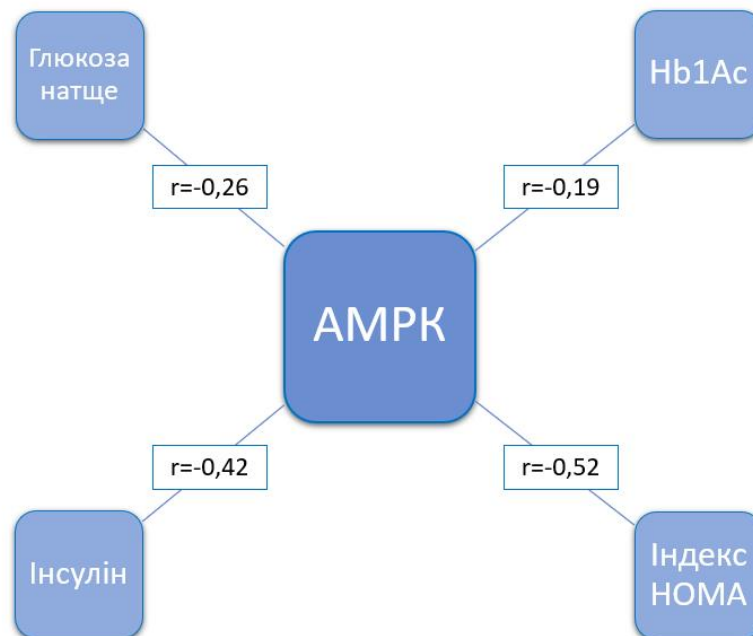 Глюкоза
натще
Hb1Ac
r=-0,26
r=-0,19
АМРК
r=-0,42
r=-0,52
Інсулін
Індекс
НОМА